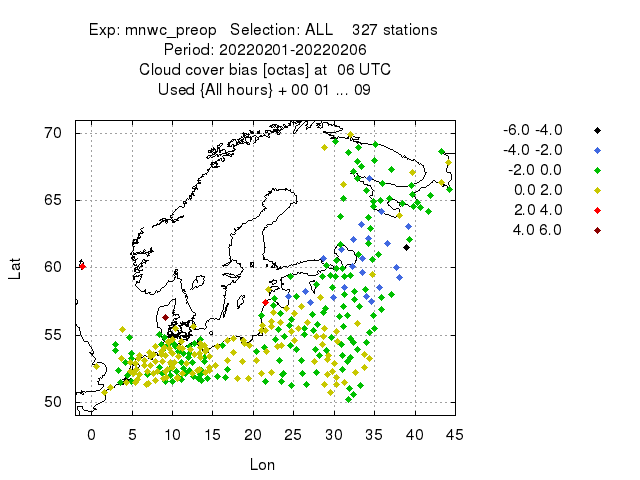 Exp: mnwc_preop   Selection: ALL    327 stations
Period: 20220201-20220206
Cloud cover bias [octas] at  06 UTC
Used {All hours} + 00 01 ... 09
70
65
60
55
50
Lat
0 5 10 15 20 25 30 35 40 45
Lon
-6.0 -4.0
-4.0 -2.0
-2.0 0.0
0.0 2.0
2.0 4.0
4.0 6.0